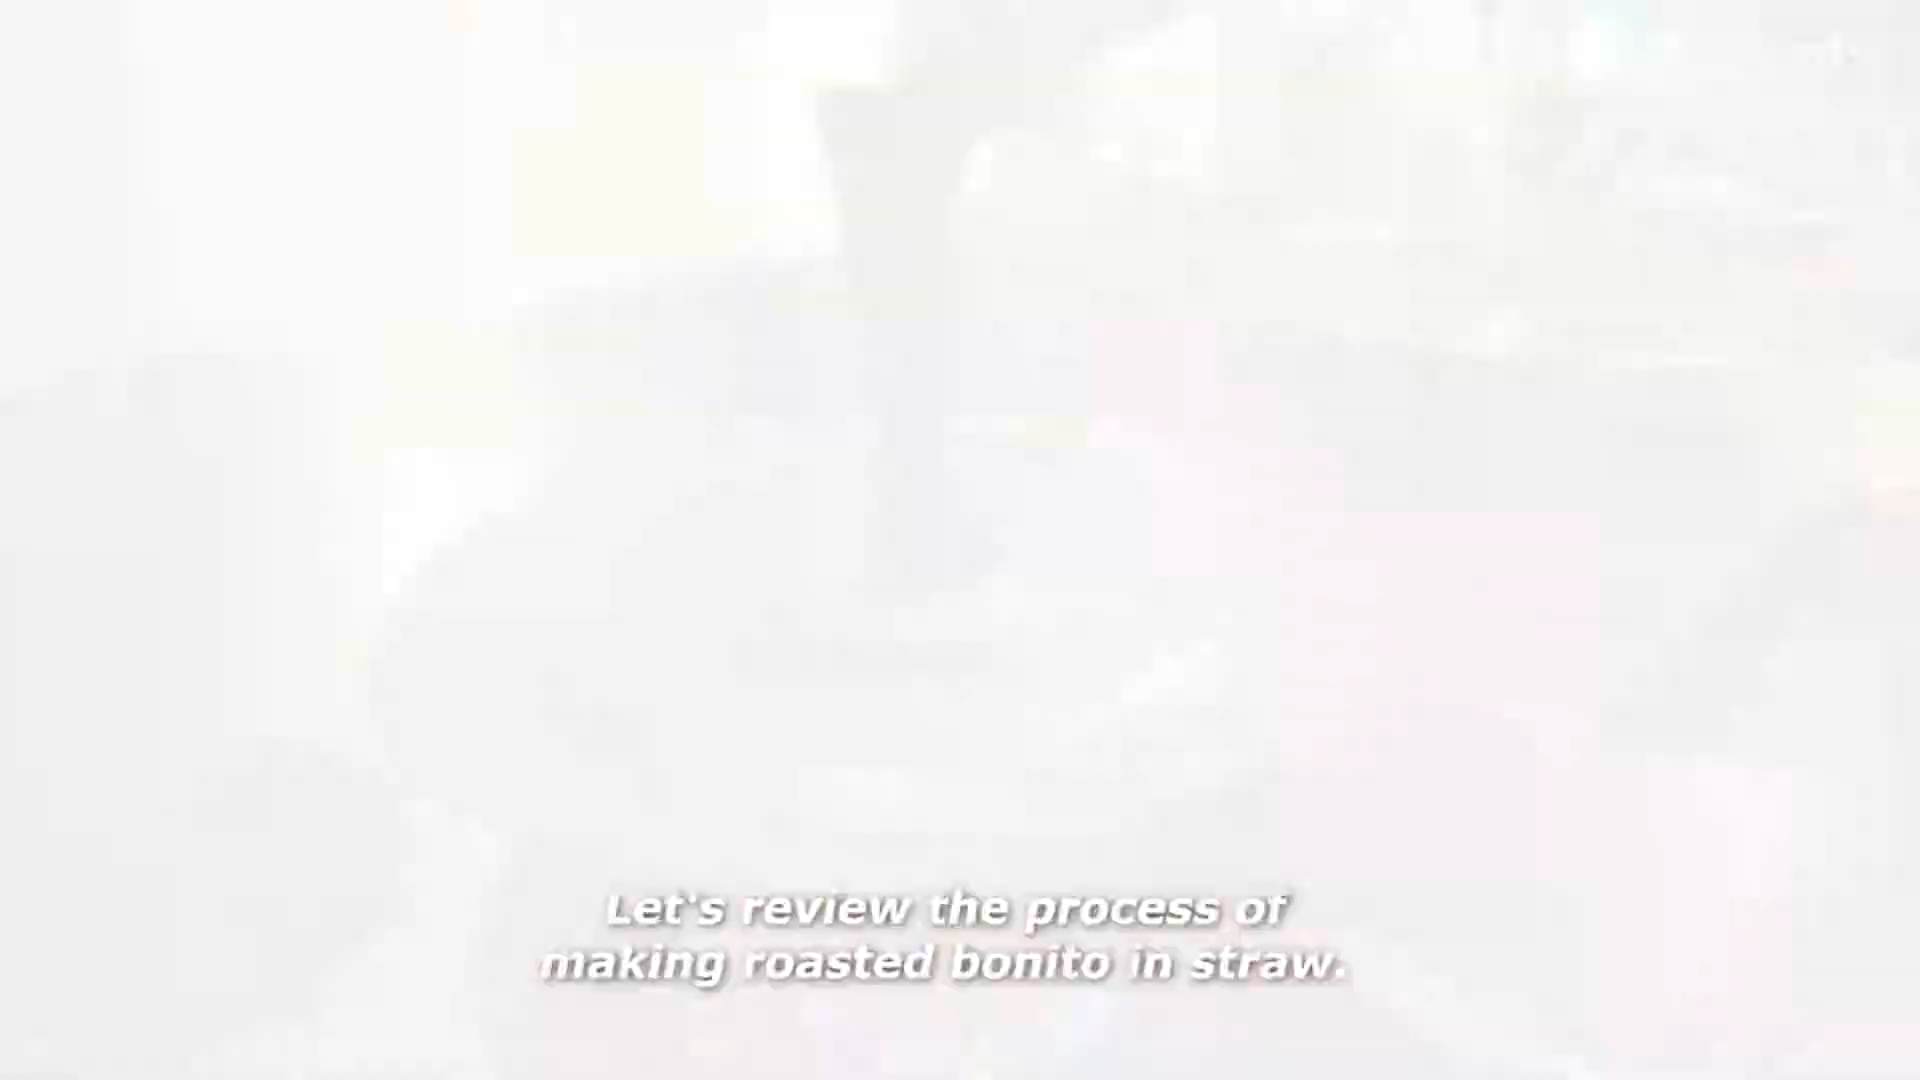 Let's review the process of
making roasted bonito in straw.